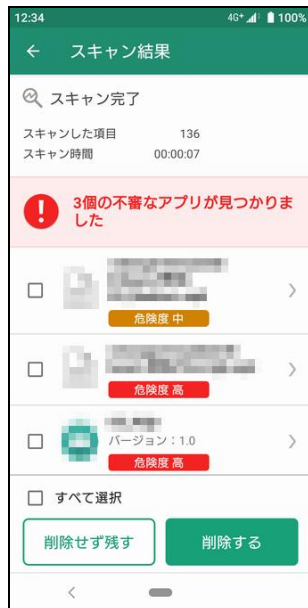 12:34
4G+ 100%
スキャン結果
スキャン完了
スキャンした項目 136
スキャン時間 00:00:07
3個の不審なアプリが見つかりま
した
危険度 中
危険度 高
バージョン：1.0
危険度 高
すべて選択
削除せず残す 削除する